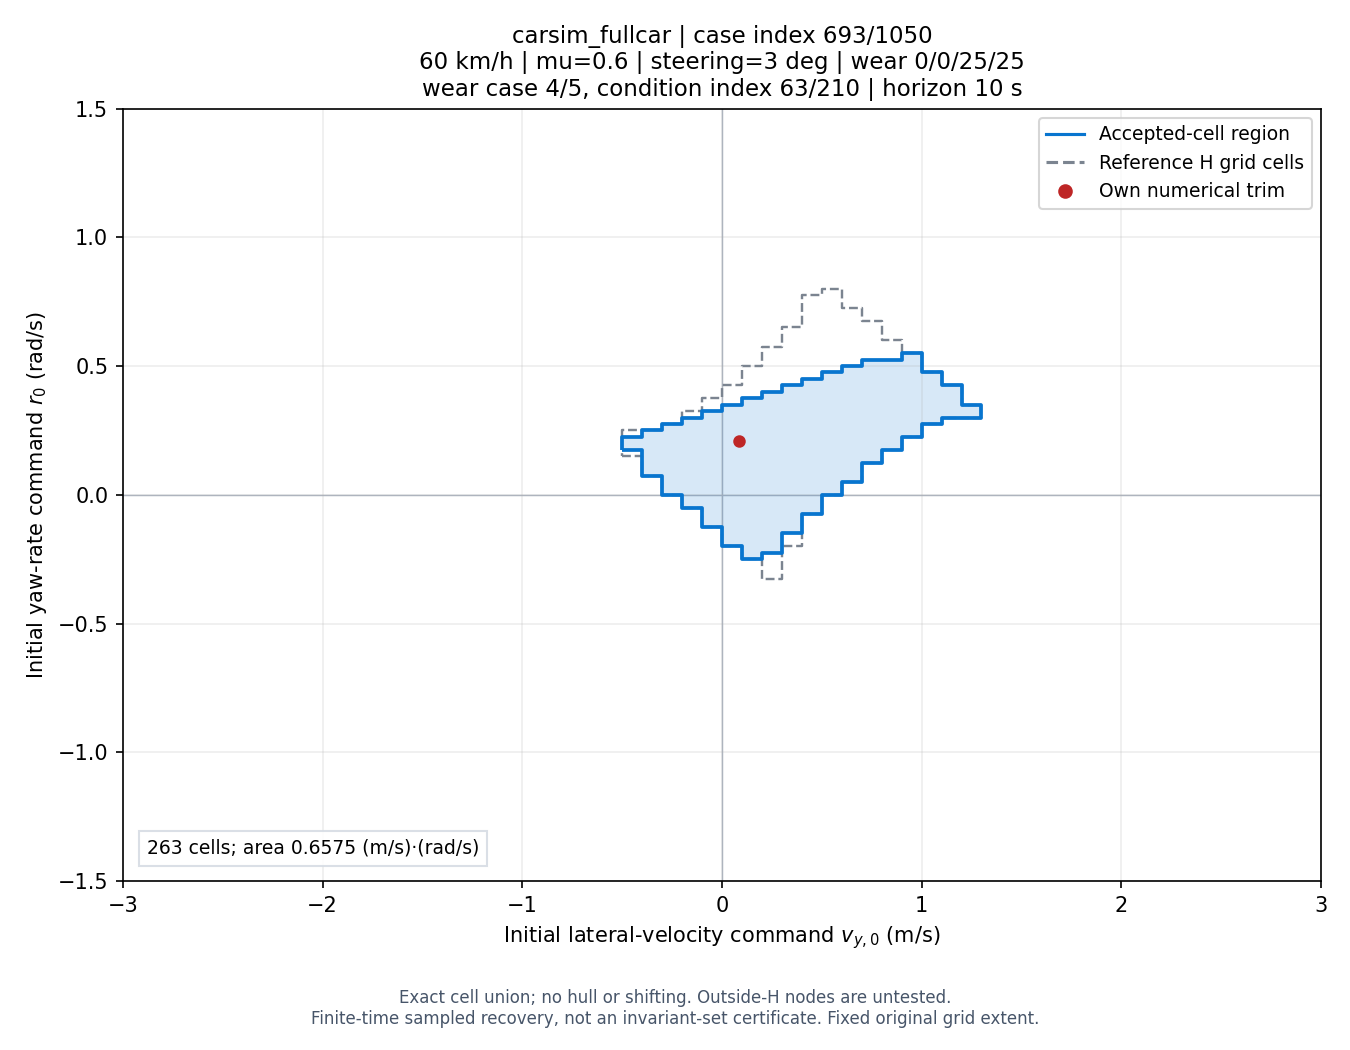 carsim_fullcar | case index 693/1050
60 km/h | mu=0.6 | steering=3 deg | wear 0/0/25/25
wear case 4/5, condition index 63/210 | horizon 10 s
Accepted-cell region
Reference H grid cells
Own numerical trim
1.5
1.0
0.5
0.0
−0.5
−1.0
−1.5
Initial yaw-rate command r0 (rad/s)
263 cells; area 0.6575 (m/s)·(rad/s)
−3
−2
−1
0
1
2
3
Initial lateral-velocity command vy,0 (m/s)
Exact cell union; no hull or shifting. Outside-H nodes are untested.
Finite-time sampled recovery, not an invariant-set certificate. Fixed original grid extent.